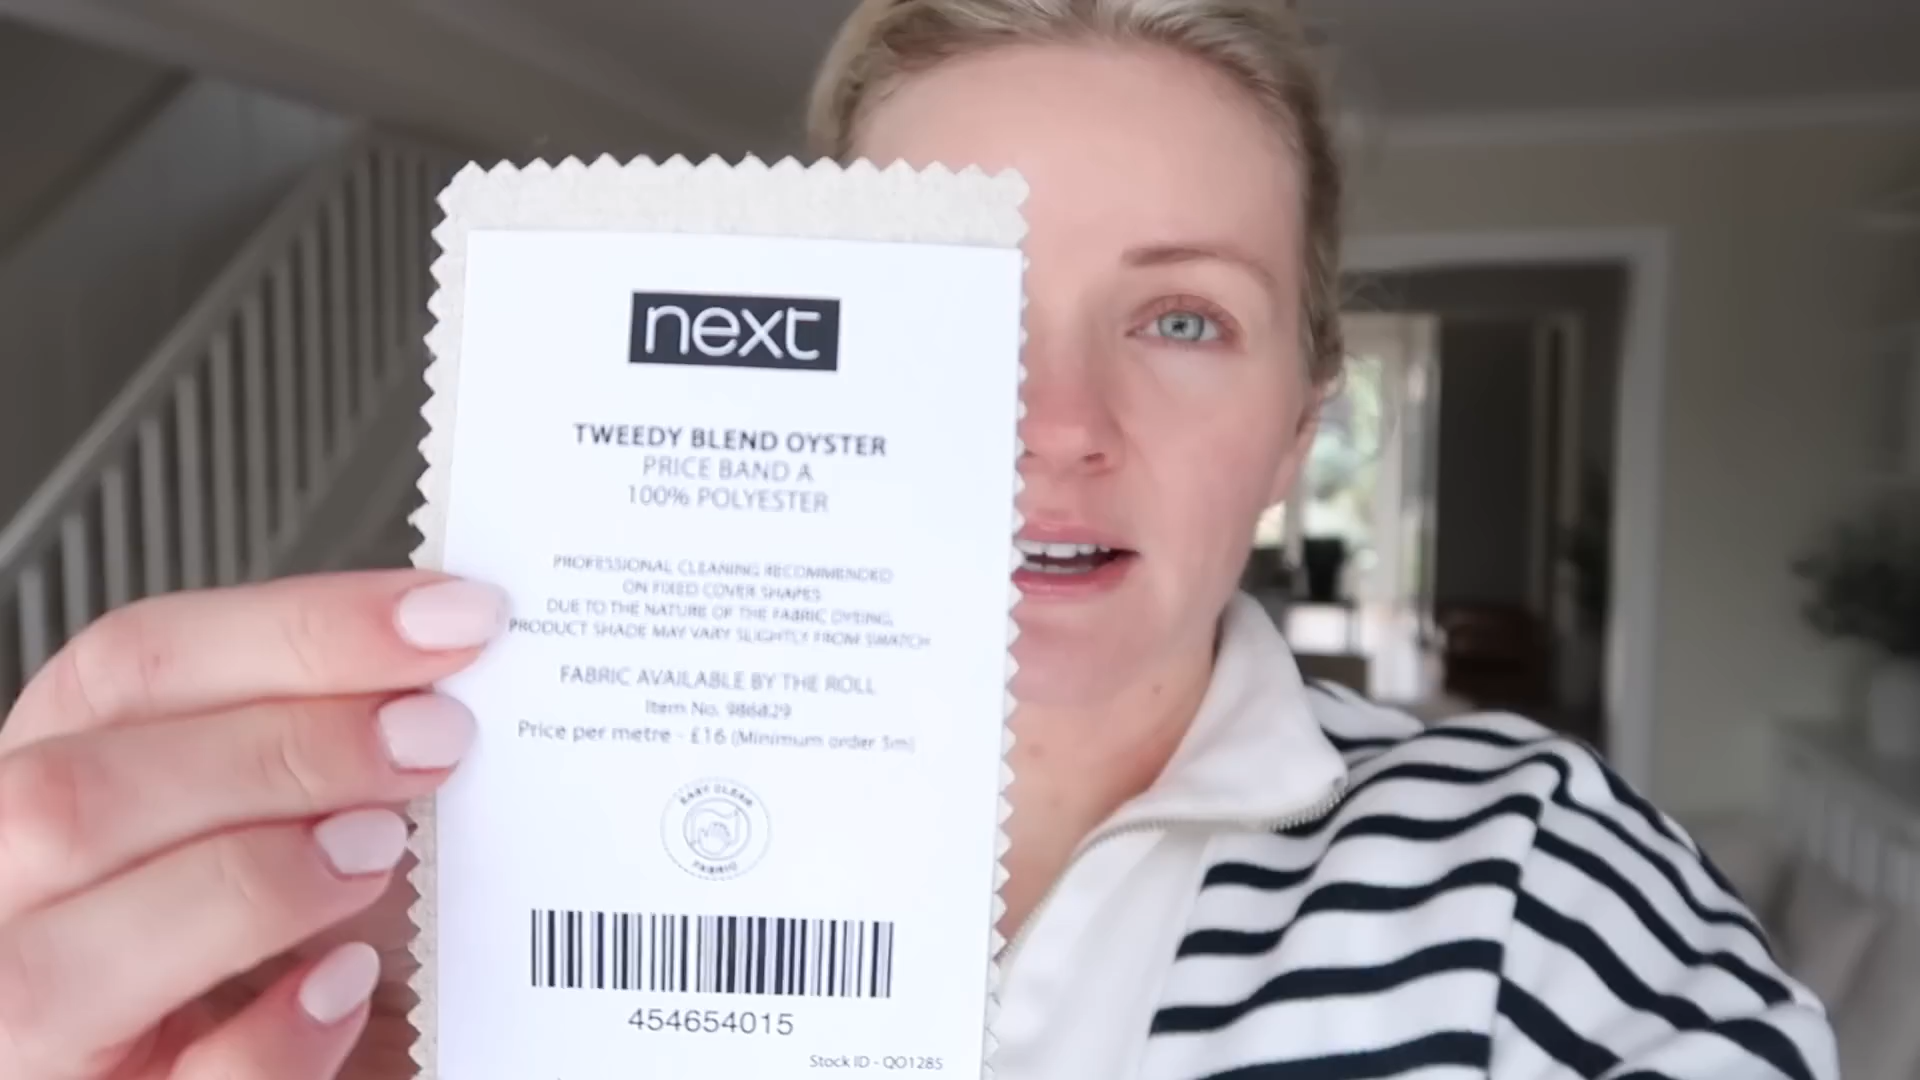 next
TWEEDY BLEND OYSTER
PRICE BAND A
100% POLYESTER
PROFESSIONAL CLEANING RECOMMENDED
ON FIXED COVER SHAPES
DUE TO THE NATURE OF THE FABRIC DYEING,
PRODUCT SHADE MAY VARY SLIGHTLY FROM SWATCH
FABRIC AVAILABLE BY THE ROLL
Item No. 986829
Price per metre - £16 (Minimum order 3m)
EASY CLEAN
FABRIC
454654015
Stock ID - QO1285